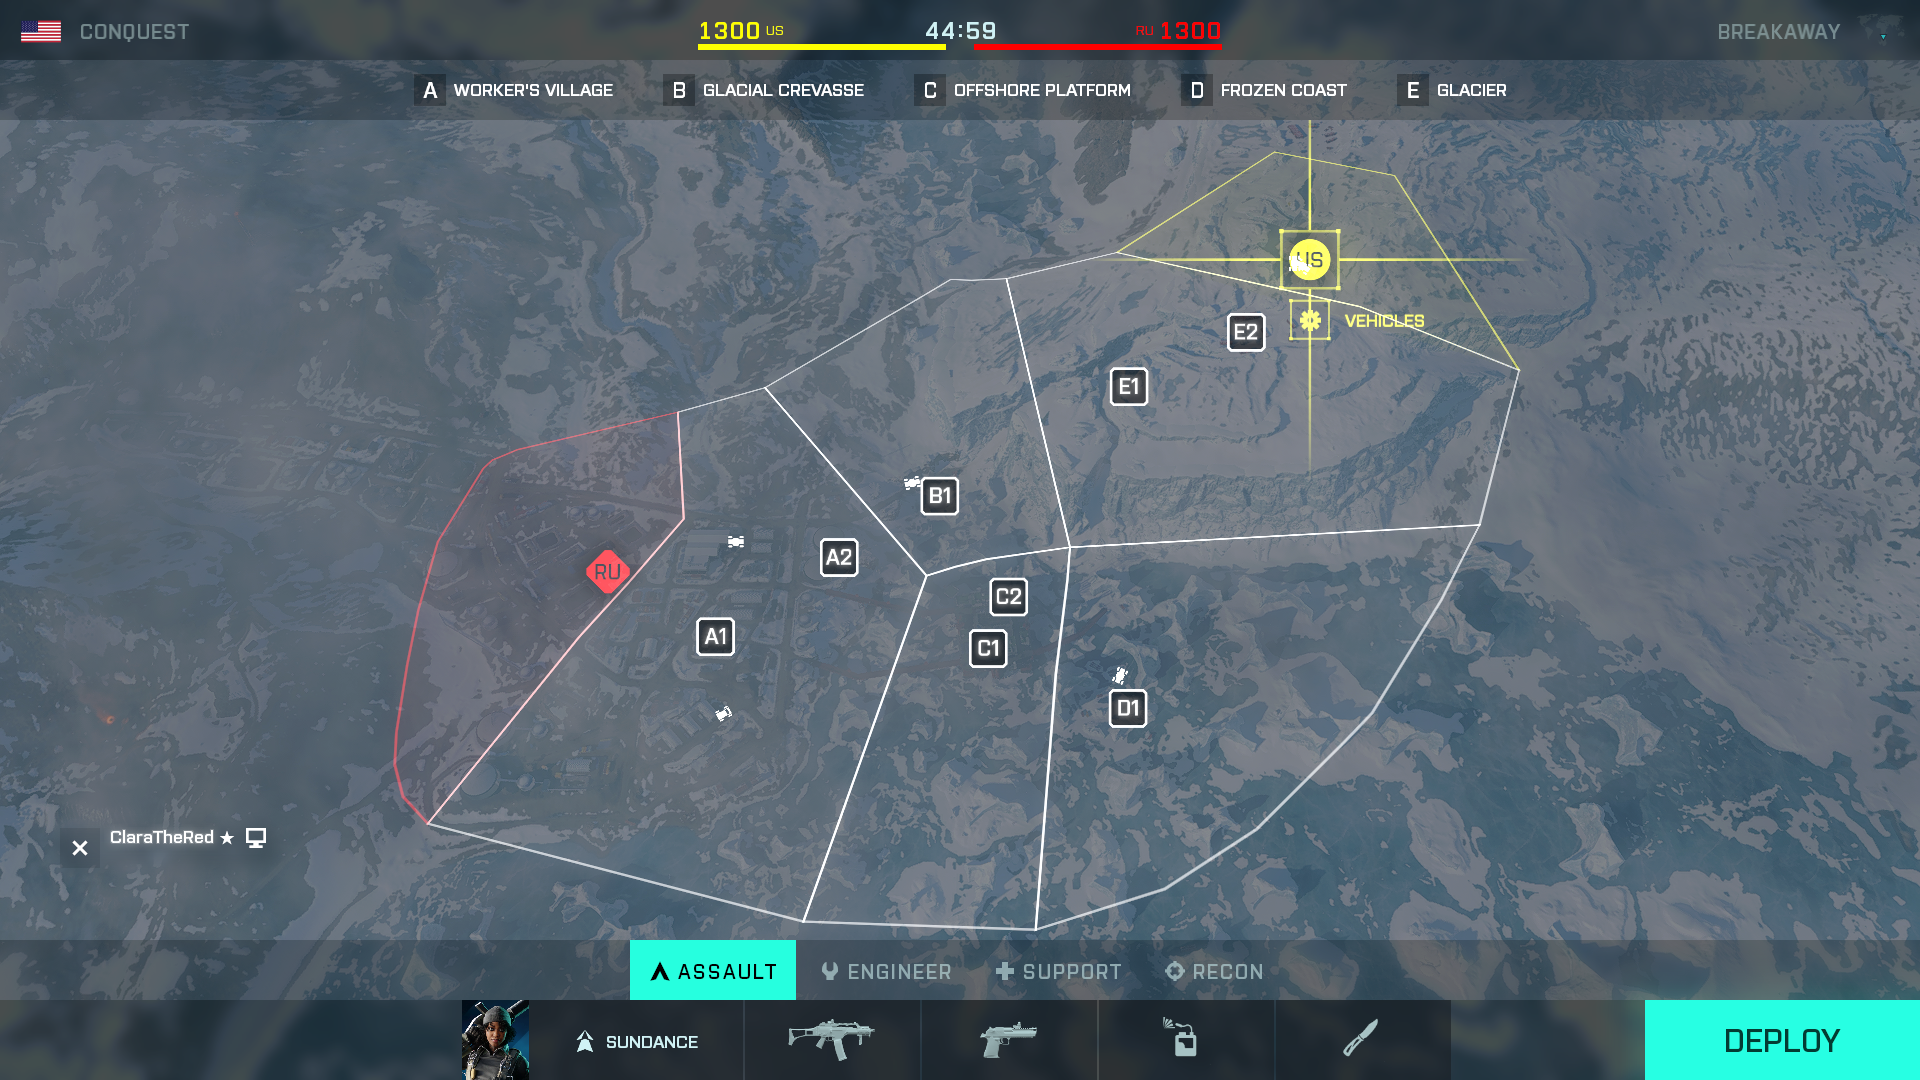 CONQUEST
1300 US
44:59
RU 1300
BREAKAWAY
A WORKER'S VILLAGE
B GLACIAL CREVASSE
C OFFSHORE PLATFORM
D FROZEN COAST
E GLACIER
US
VEHICLES
E2
E1
B1
A2
RU
C2
A1
C1
D1
ClaraTheRed
ASSAULT
ENGINEER
SUPPORT
RECON
SUNDANCE
DEPLOY